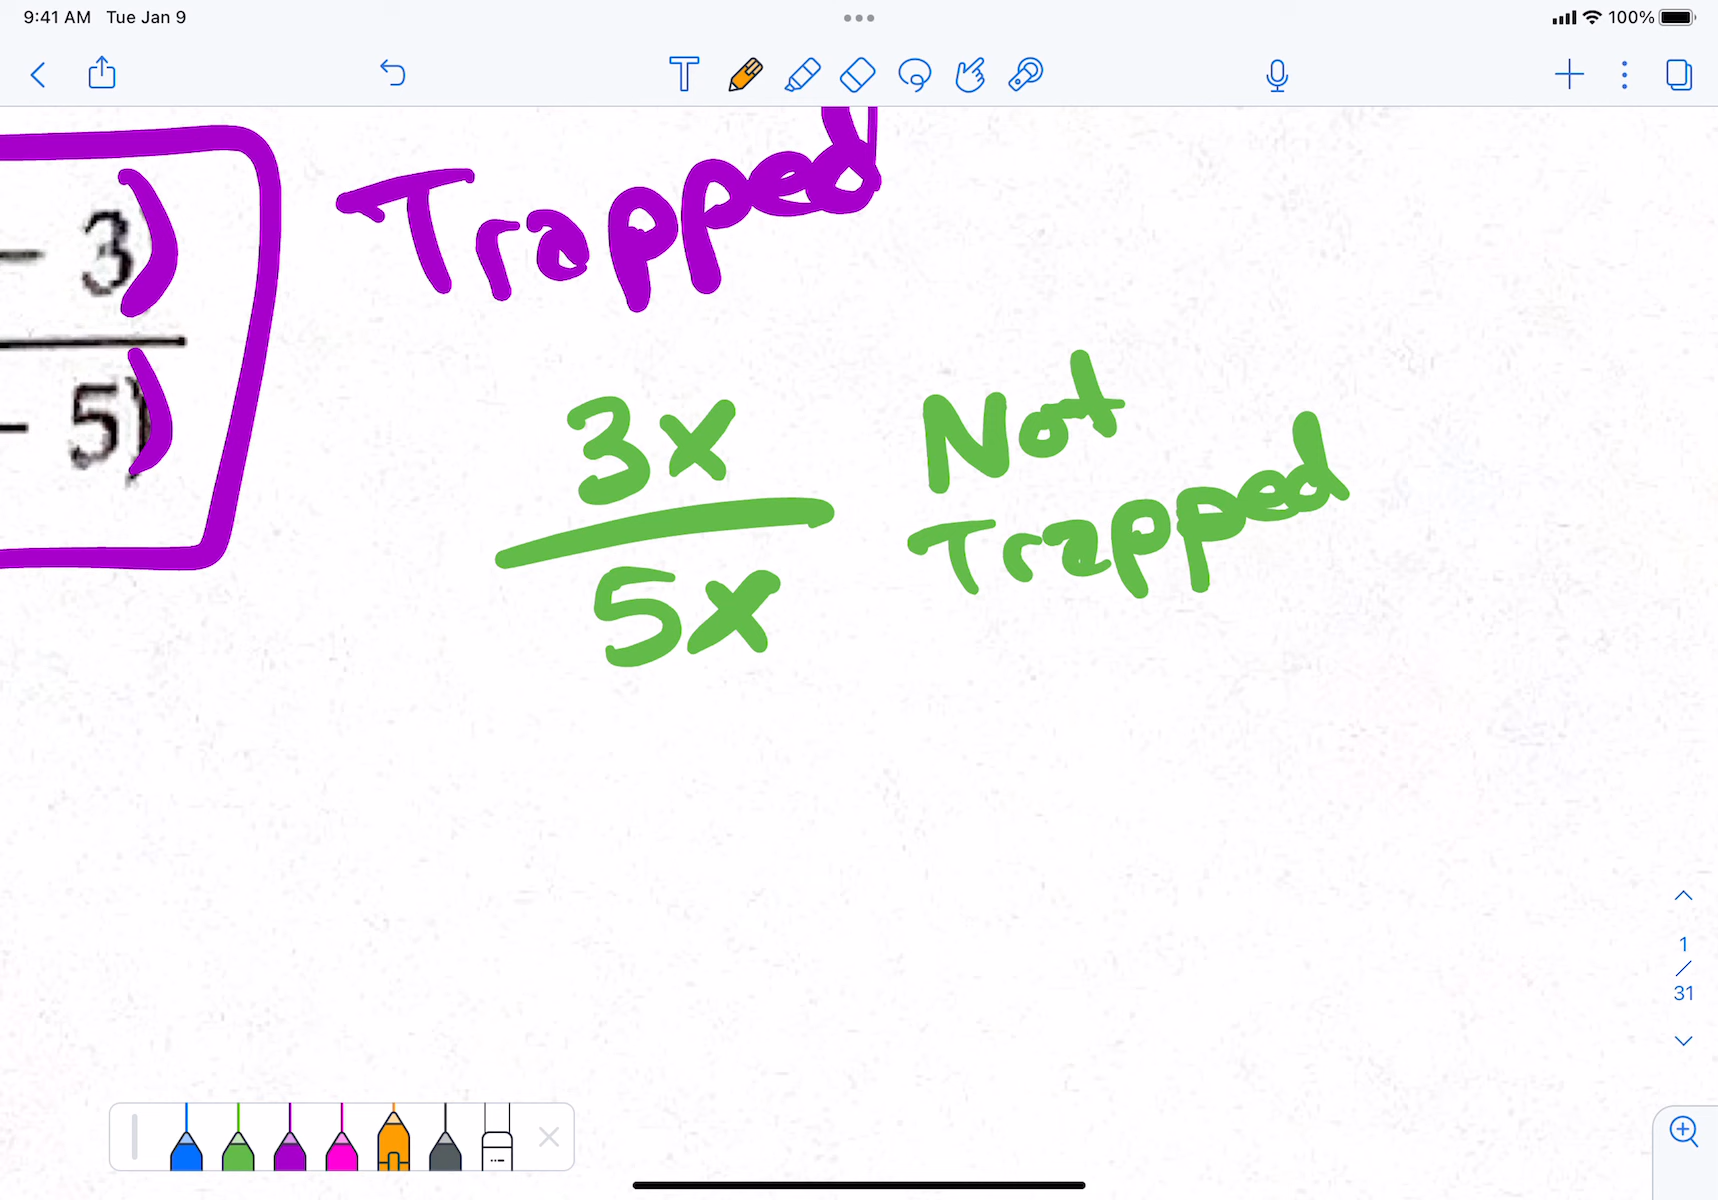 9:41 AM Tue Jan 9
100%
T
Trapped
- 3)
- 5)
3x
5x
Not
Trapped
1
/
31